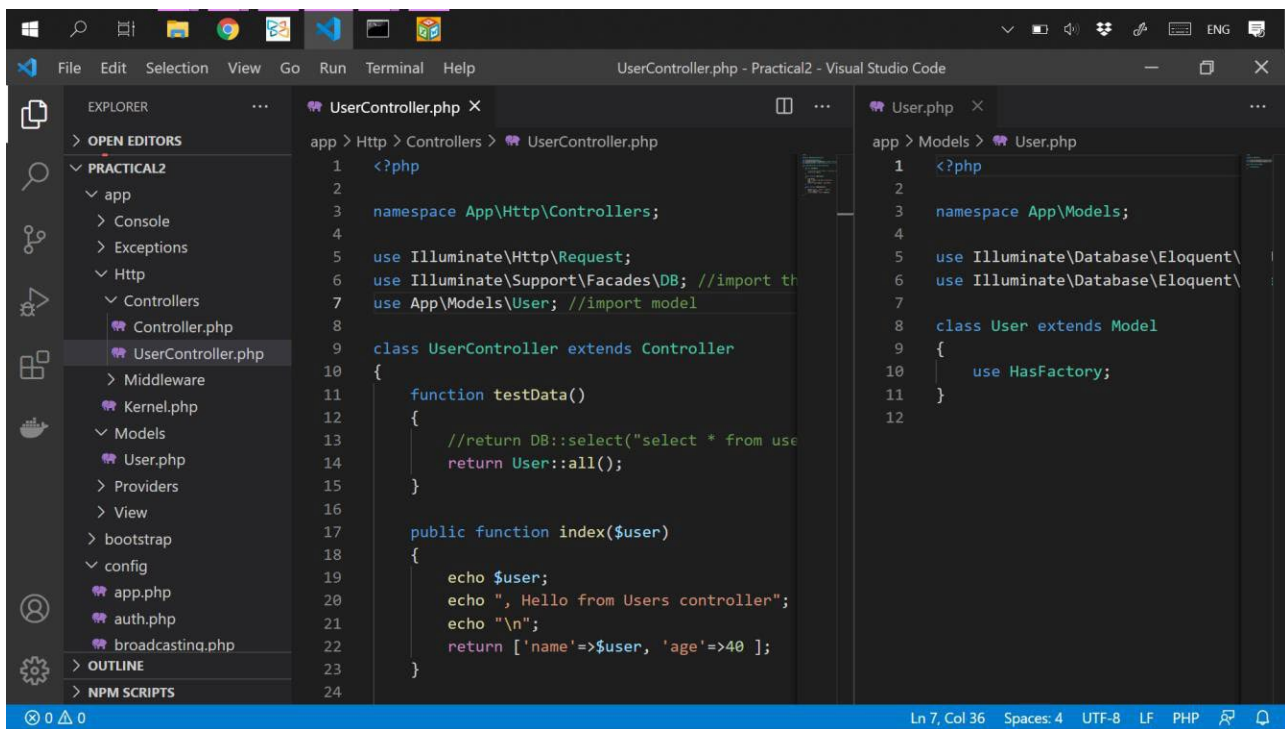 ENG
File Edit Selection View Go Run Terminal Help UserController.php - Practical2 - Visual Studio Code
EXPLORER
OPEN EDITORS
PRACTICAL2
app
Console
Exceptions
Http
Controllers
Controller.php
UserController.php
Middleware
Kernel.php
Models
User.php
Providers
View
bootstrap
config
app.php
auth.php
broadcasting.php
OUTLINE
NPM SCRIPTS
UserController.php
app > Http > Controllers > UserController.php
1 <?php
2
3 namespace App\Http\Controllers;
4
5 use Illuminate\Http\Request;
6 use Illuminate\Support\Facades\DB; //import th
7 use App\Models\User; //import model
8
9 class UserController extends Controller
10 {
11 function testData()
12 {
13 //return DB::select("select * from use
14 return User::all();
15 }
16
17 public function index($user)
18 {
19 echo $user;
20 echo ", Hello from Users controller";
21 echo "\n";
22 return ['name'=>$user, 'age'=>40 ];
23 }
24
User.php
app > Models > User.php
1 <?php
2
3 namespace App\Models;
4
5 use Illuminate\Database\Eloquent\
6 use Illuminate\Database\Eloquent\
7
8 class User extends Model
9 {
10 use HasFactory;
11 }
12
0 0 Ln 7, Col 36 Spaces: 4 UTF-8 LF PHP